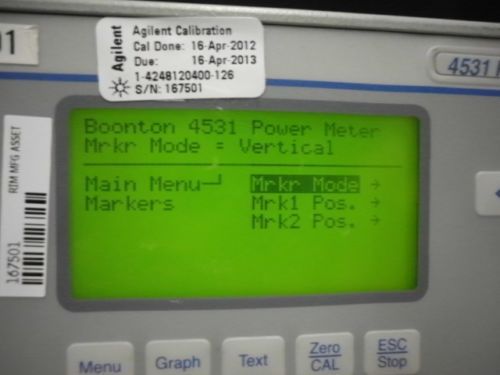 01
Agilent
Agilent Calibration
Cal Done: 16-Apr-2012
Due: 16-Apr-2013
1-4248120400-126
S/N: 167501
4531
RIM MFG ASSET
167501
Boonton 4531 Power Meter
Mrkr Mode = Vertical
Main Menu
Markers
Mrkr Mode →
Mrk1 Pos. →
Mrk2 Pos. →
Menu
Graph
Text
Zero
CAL
ESC
Stop